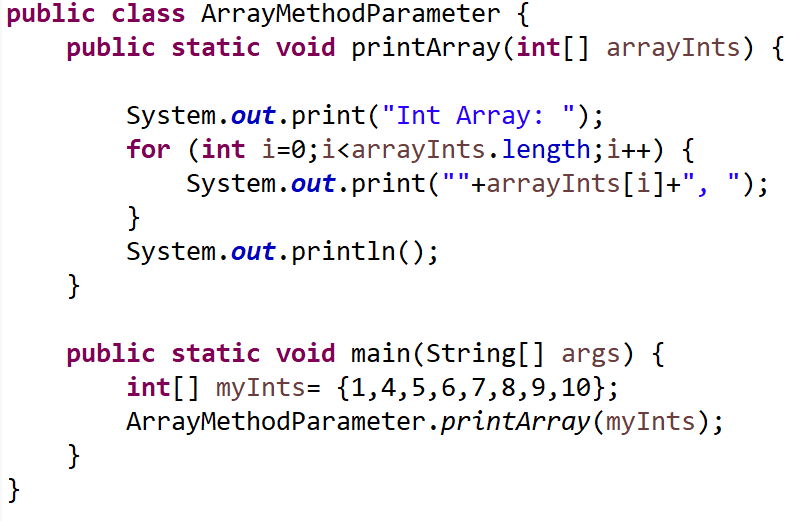 public class ArrayMethodParameter {
    public static void printArray(int[] arrayInts) {
        System.out.print("Int Array: ");
        for (int i=0;i<arrayInts.length;i++) {
            System.out.print(""+arrayInts[i]+", ");
        }
        System.out.println();
    }
    public static void main(String[] args) {
        int[] myInts= {1,4,5,6,7,8,9,10};
        ArrayMethodParameter.printArray(myInts);
    }
}